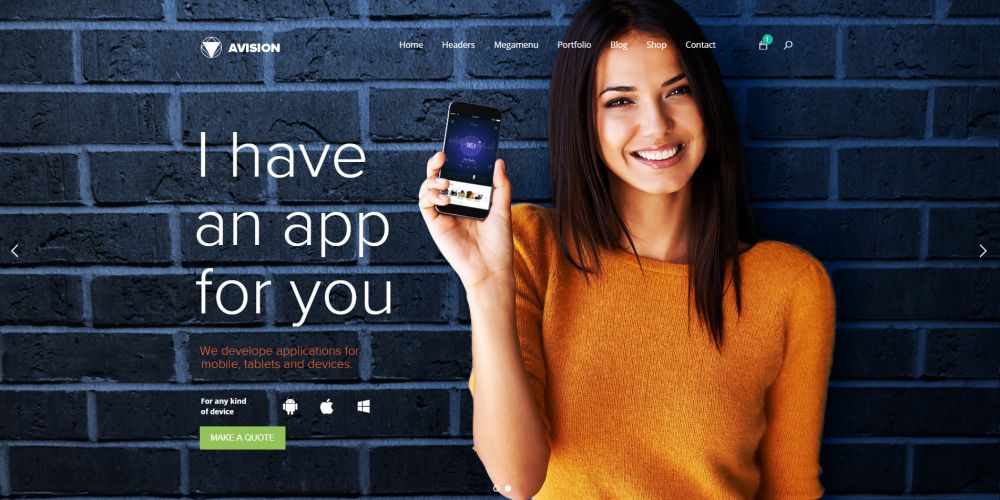 AVISION
Home Headers Megamenu Portfolio Blog Shop Contact
1
I have
an app
for you
We develope applications for
mobile, tablets and devices.
For any kind
of device
MAKE A QUOTE